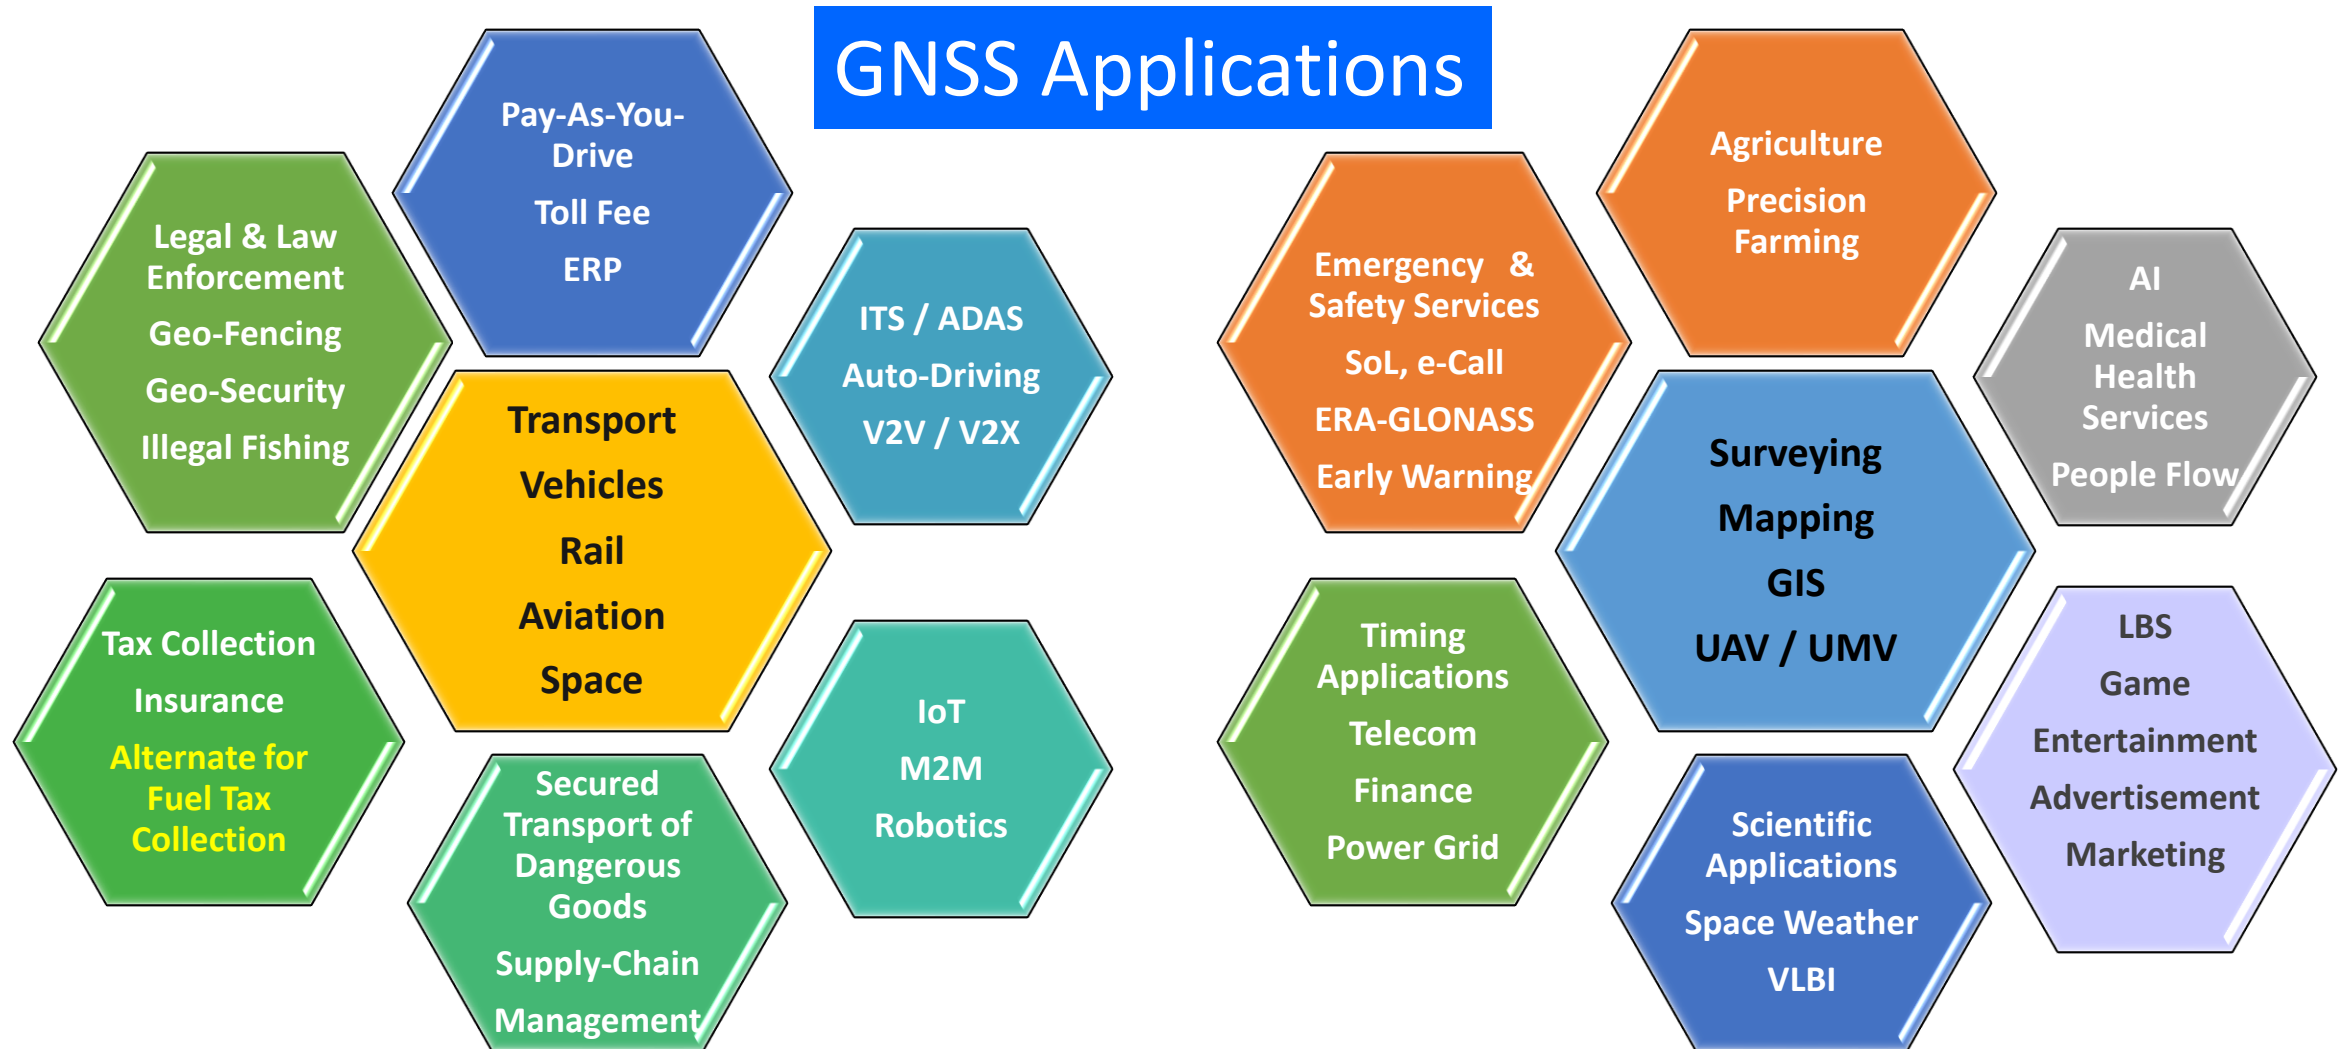 GNSS Applications
Pay-As-You-
Drive
Toll Fee
ERP
Legal & Law
Enforcement
Geo-Fencing
Geo-Security
Illegal Fishing
ITS / ADAS
Auto-Driving
V2V / V2X
Transport
Vehicles
Rail
Aviation
Space
Tax Collection
Insurance
Alternate for
Fuel Tax
Collection
Secured
Transport of
Dangerous
Goods
Supply-Chain
Management
IoT
M2M
Robotics
Agriculture
Precision
Farming
Emergency &
Safety Services
SoL, e-Call
ERA-GLONASS
Early Warning
AI
Medical
Health
Services
People Flow
Surveying
Mapping
GIS
UAV / UMV
Timing
Applications
Telecom
Finance
Power Grid
LBS
Game
Entertainment
Advertisement
Marketing
Scientific
Applications
Space Weather
VLBI